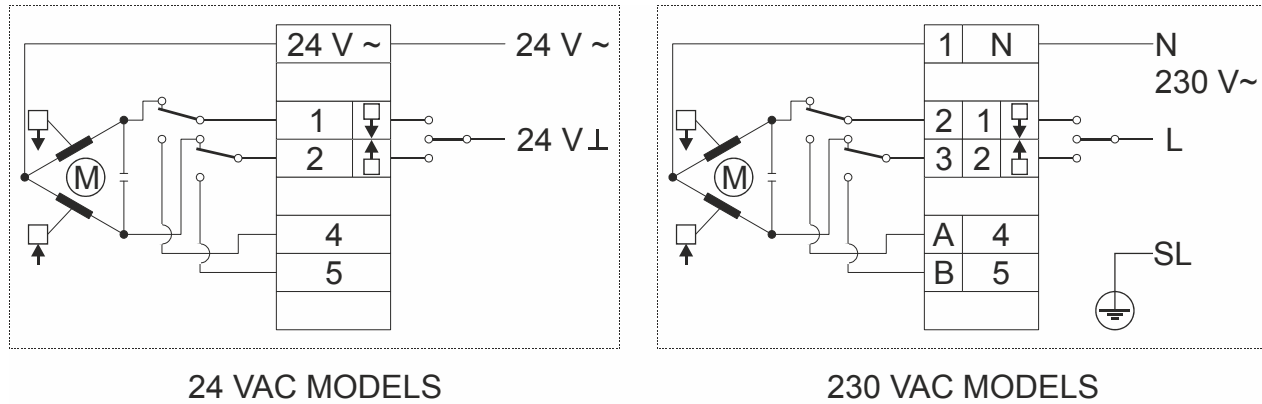 24 V ~ 24 V ~
1
2
24 V ⊥
M
4
5
24 VAC MODELS
1 N N
230 V~
2 1
3 2
L
M
A 4
B 5
SL
230 VAC MODELS